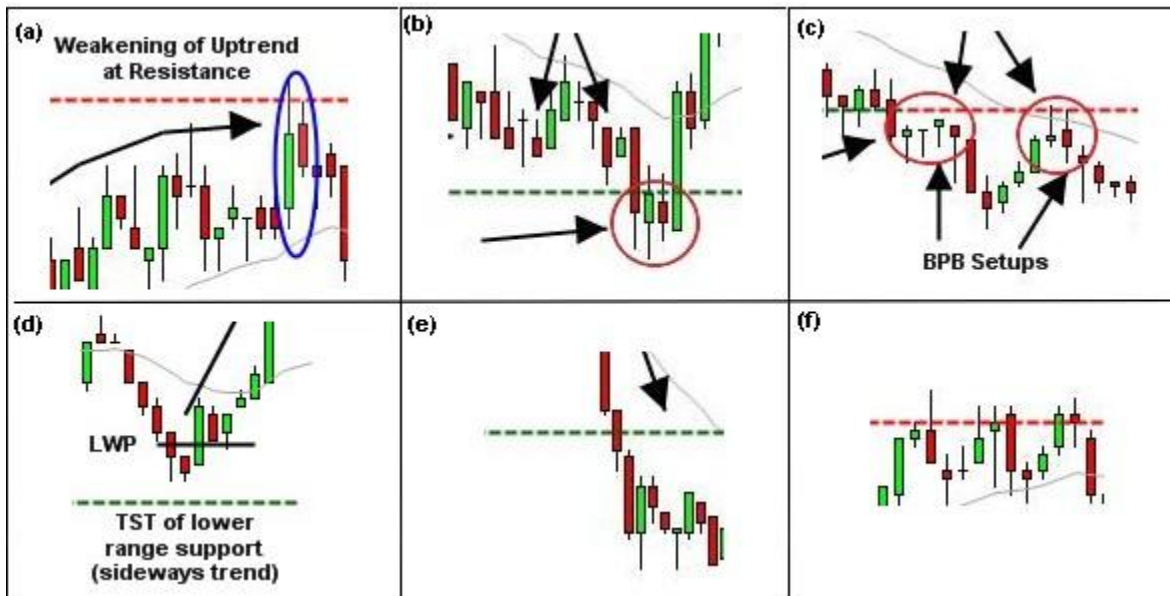 (a)
Weakening of Uptrend
at Resistance
(b)
(c)
BPB Setups
(d)
LWP
TST of lower
range support
(sideways trend)
(e)
(f)